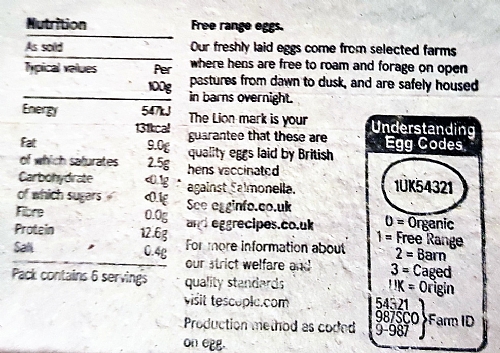 Nutrition
As sold
Typical values Per
100g
Energy 547kJ
131kcal
Fat 9.0g
of which saturates 2.5g
Carbohydrate <0.1g
of which sugars <0.1g
Fibre 0.0g
Protein 12.6g
Salt 0.4g
Pack contains 6 servings
Free range eggs.
Our freshly laid eggs come from selected farms
where hens are free to roam and forage on open
pastures from dawn to dusk, and are safely housed
in barns overnight.
The Lion mark is your
guarantee that these are
quality eggs laid by British
hens vaccinated
against Salmonella.
See egginfo.co.uk
and eggrecipes.co.uk
For more information about
our strict welfare and
quality standards
visit tescoplc.com
Production method as coded
on egg.
Understanding
Egg Codes
1UK54321
0 = Organic
1 = Free Range
2 = Barn
3 = Caged
UK = Origin
54321
987SCO } Farm ID
9-987